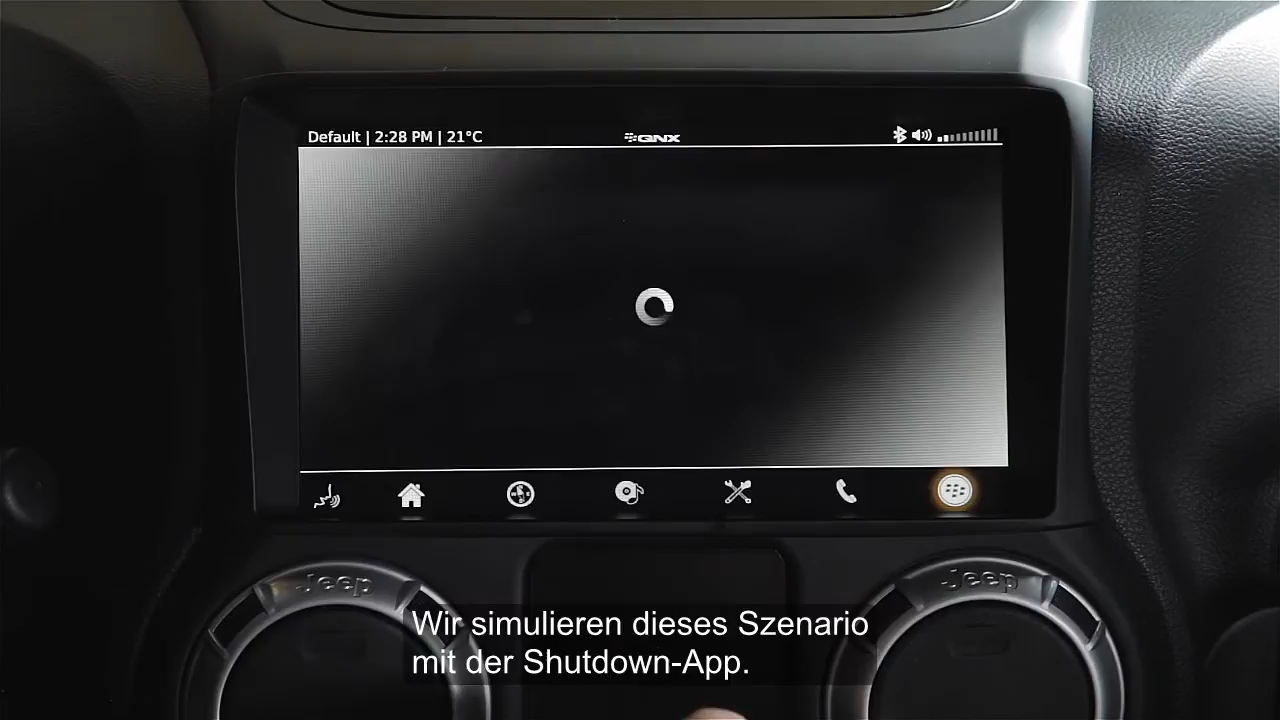 Default | 2:28 PM | 21°C
QNX
Jeep
Jeep
Wir simulieren dieses Szenario
mit der Shutdown-App.